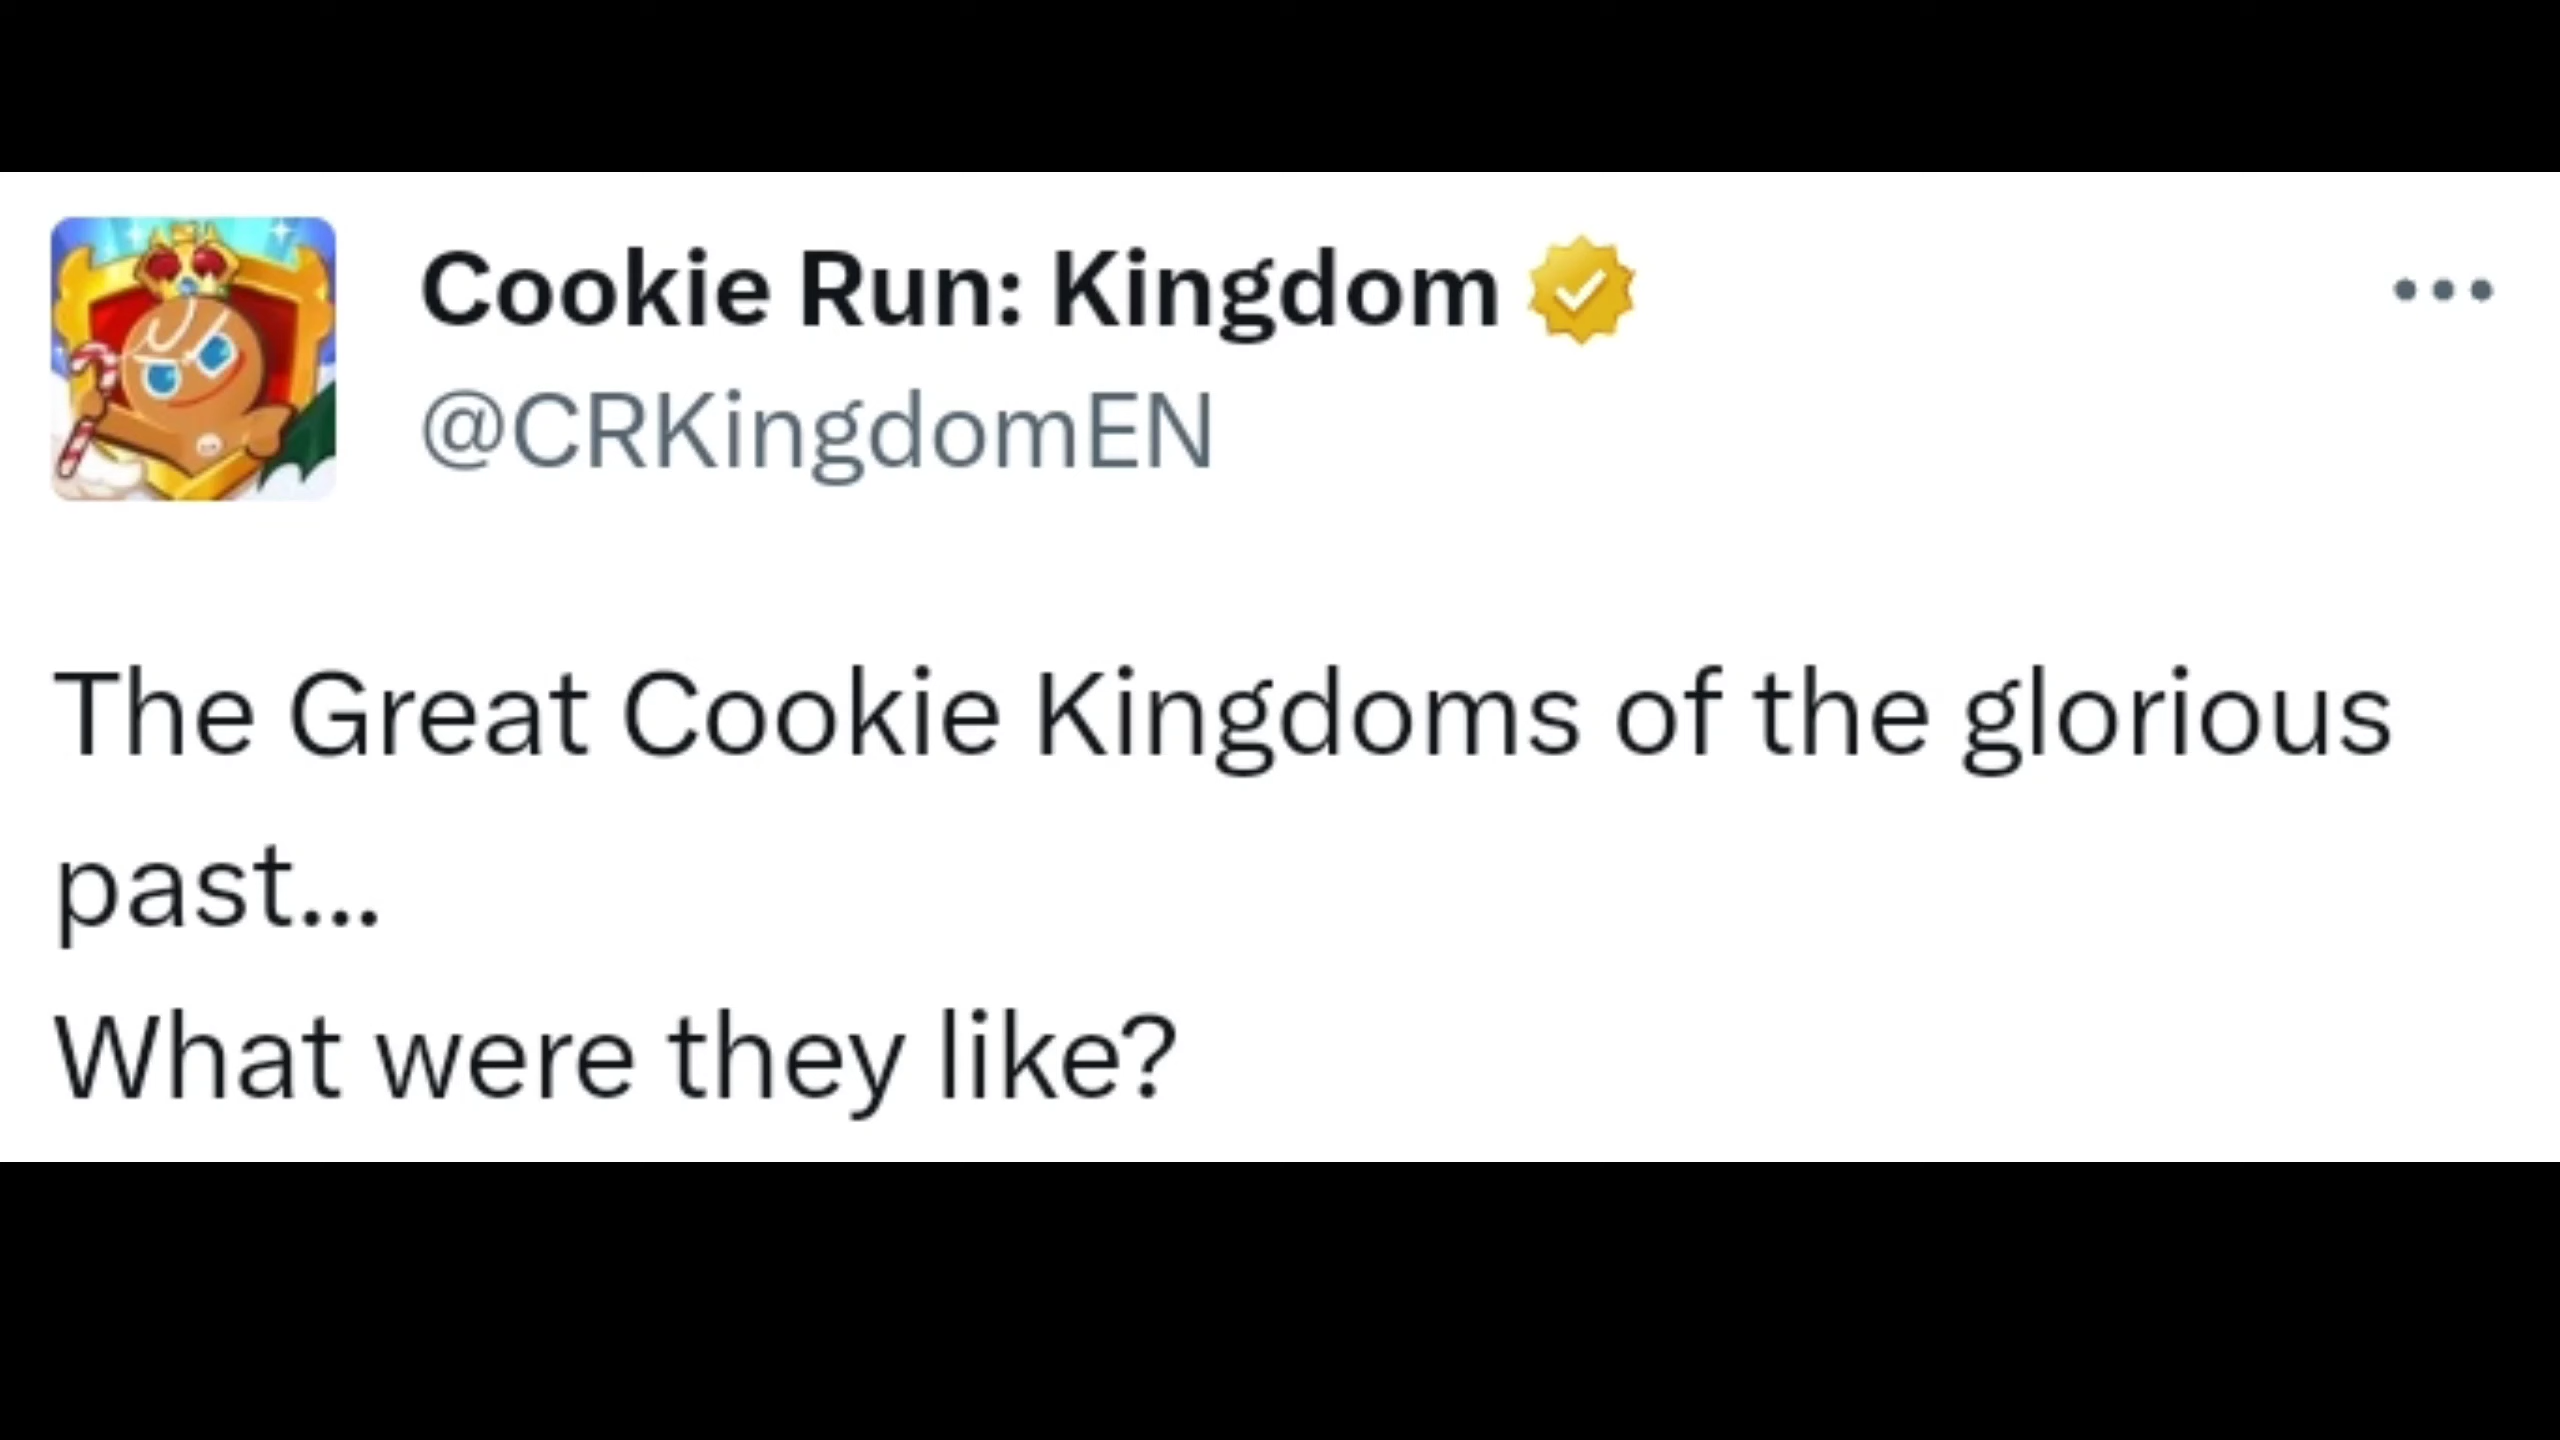 Cookie Run: Kingdom
@CRKingdomEN
The Great Cookie Kingdoms of the glorious
past...
What were they like?